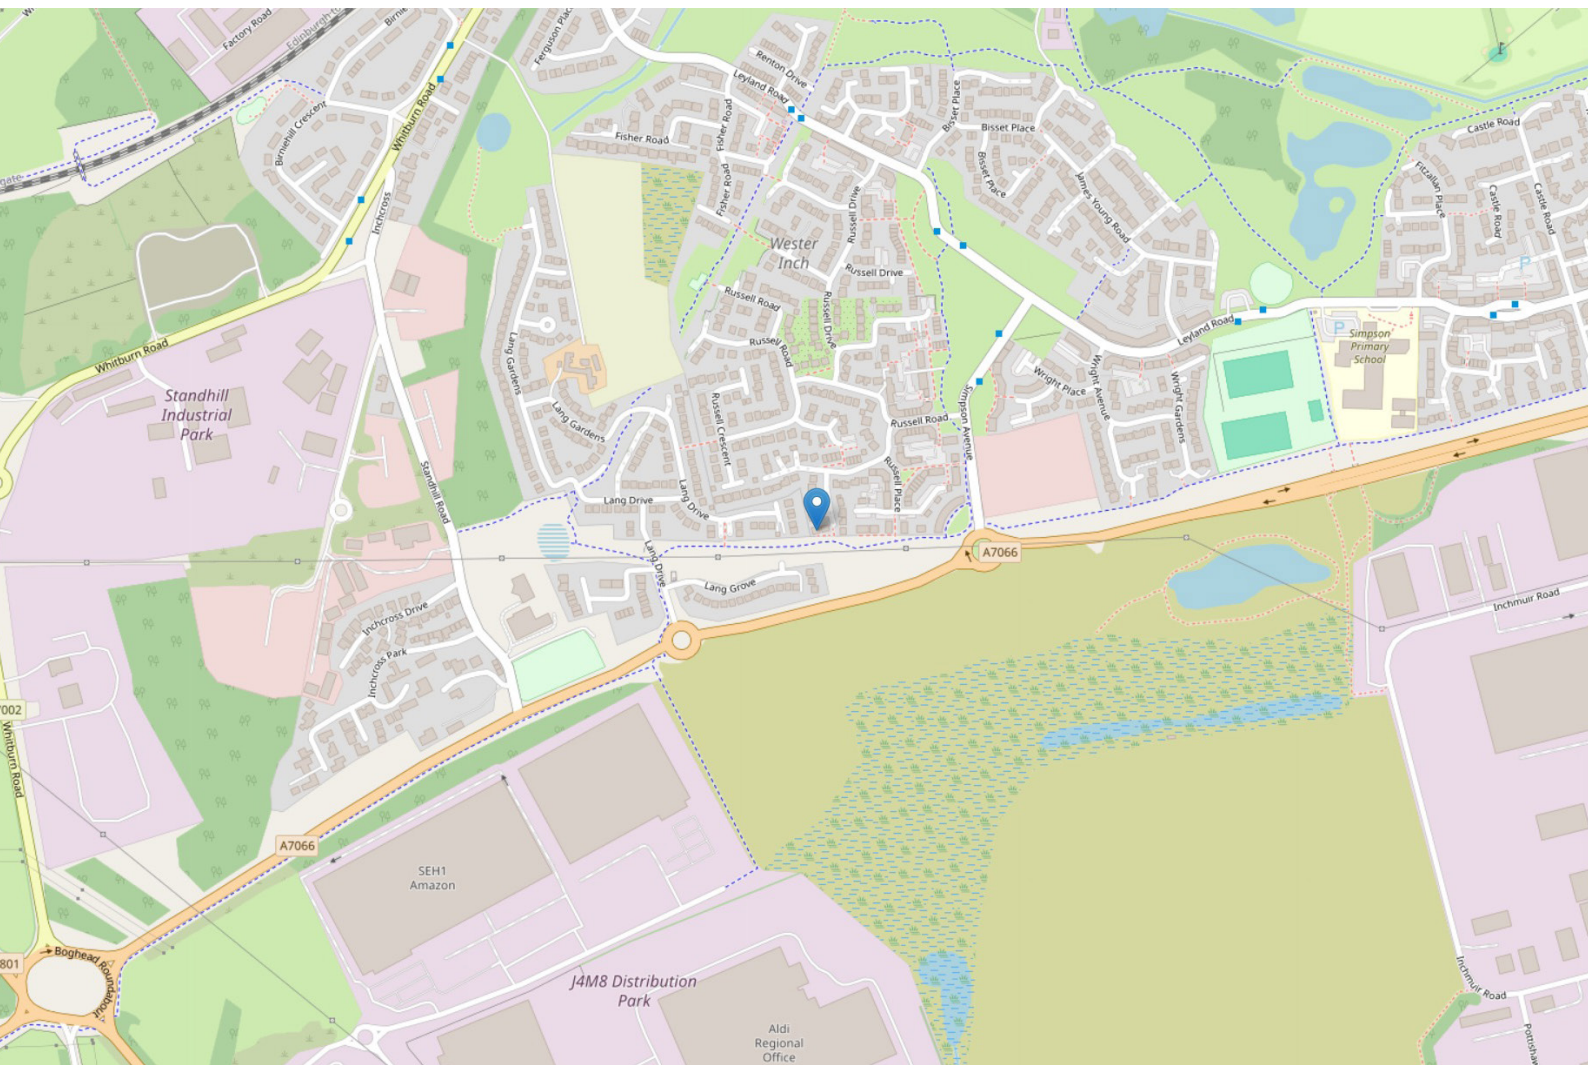 Factory Road
Edinburgh to
Birnie
Ferguson Place
Whitburn Road
Birniehill Crescent
gate
Inchcross
Renton Drive
Leyland Road
Fisher Road
Fisher Road
Fisher Road
Bisset Place
Bisset Place
Bisset Place
James Young Road
Castle Road
Fitzallan Place
Castle Road
Castle Road
Russell Drive
Wester
Inch
Russell Drive
Russell Road
Russell Drive
Russell Road
P
Leyland Road
P
Simpson
Primary
School
Whitburn Road
Standhill
Industrial
Park
Lang Gardens
Lang Gardens
Russell Crescent
Russell Road
Simpson Avenue
Wright Place
Wright Avenue
Wright Gardens
Standhill Road
Lang Drive
Lang Drive
Russell Place
Lang Drive
A7066
Lang Grove
Inchcross Drive
Inchcross Park
Inchmuir Road
7002
Whitburn Road
A7066
SEH1
Amazon
801
Boghead Roundabout
J4M8 Distribution
Park
Aldi
Regional
Office
Inchmuir Road
Pottishaw